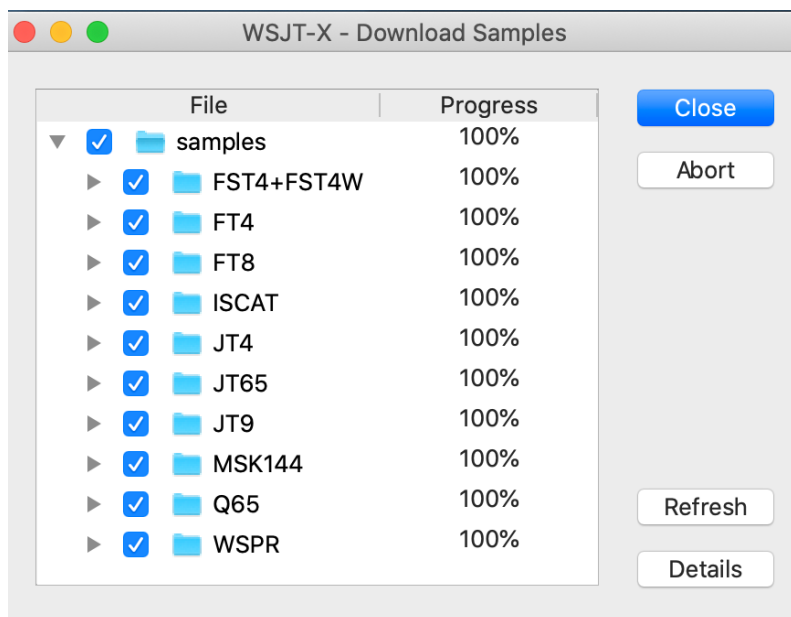 WSJT-X - Download Samples
File Progress
samples 100%
FST4+FST4W 100%
FT4 100%
FT8 100%
ISCAT 100%
JT4 100%
JT65 100%
JT9 100%
MSK144 100%
Q65 100%
WSPR 100%
Close
Abort
Refresh
Details